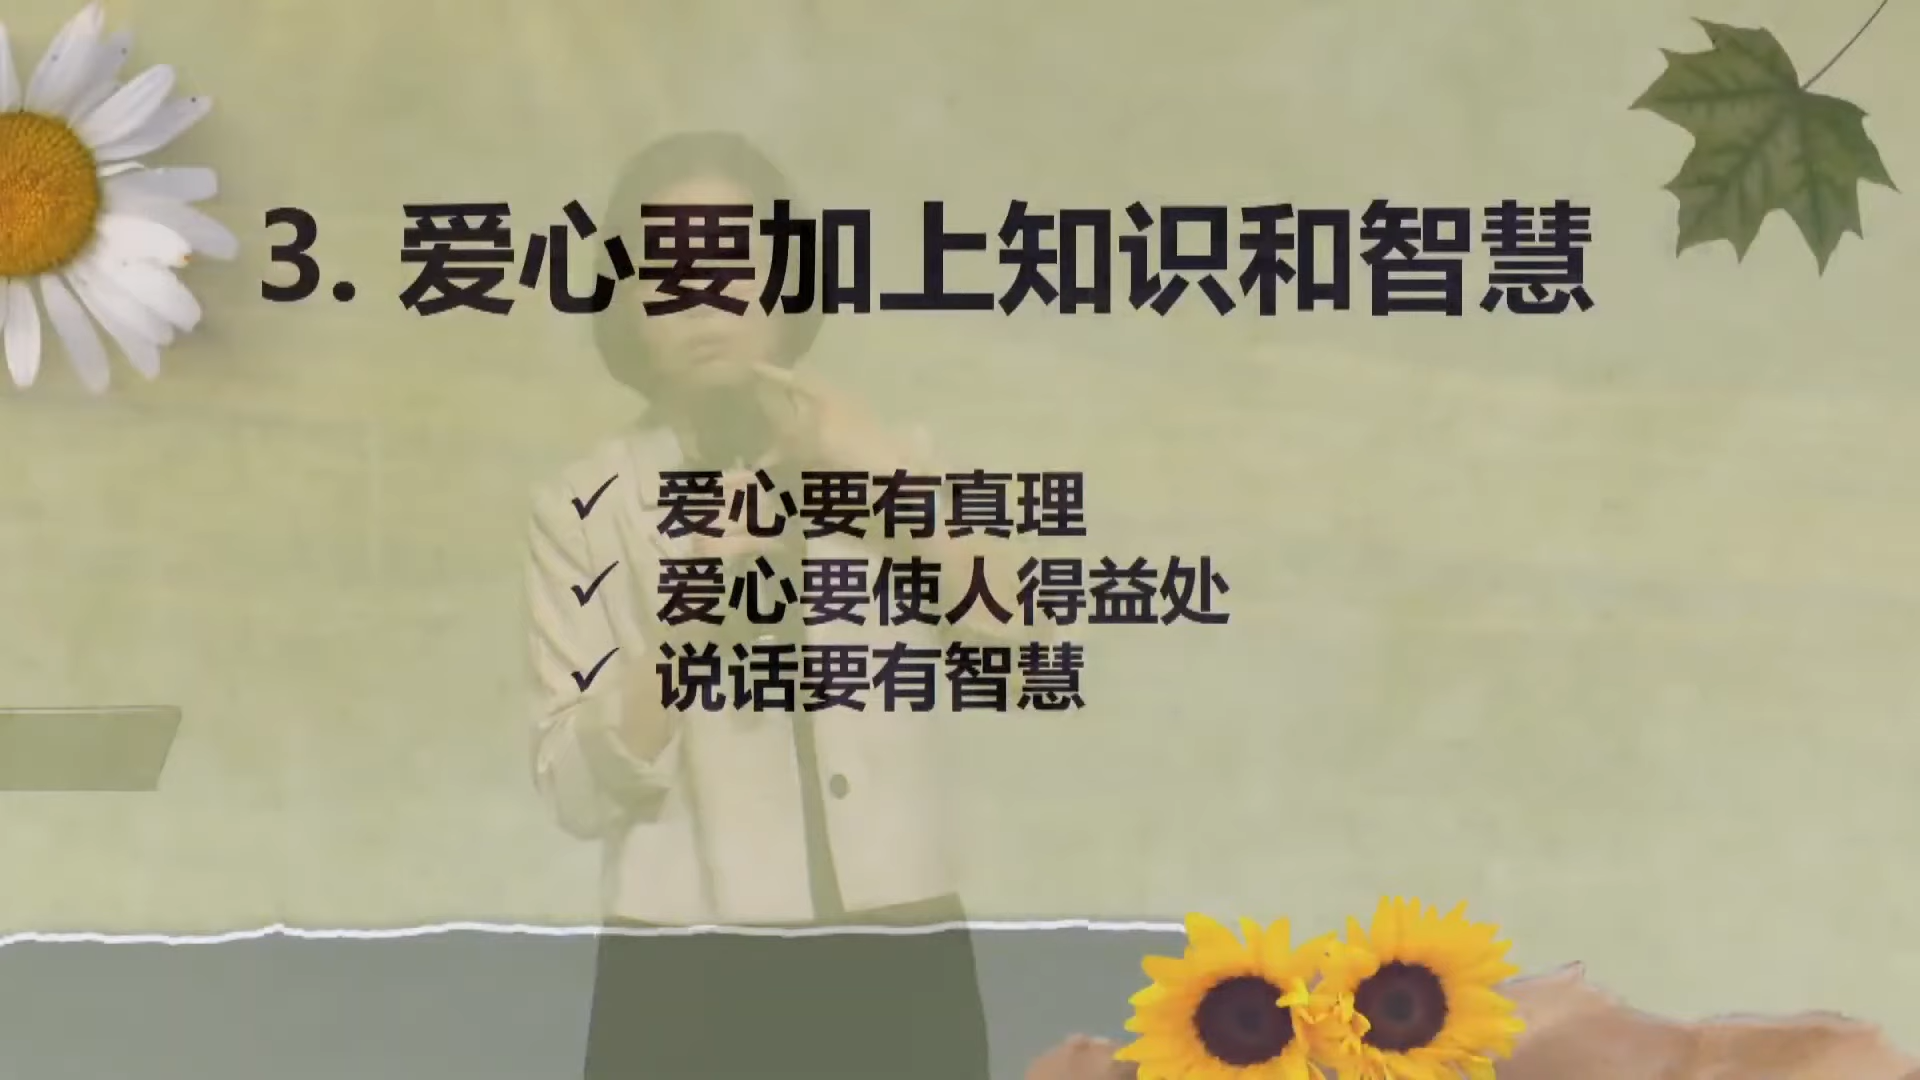 3. 爱心要加上知识和智慧
✓ 爱心要有真理
✓ 爱心要使人得益处
✓ 说话要有智慧